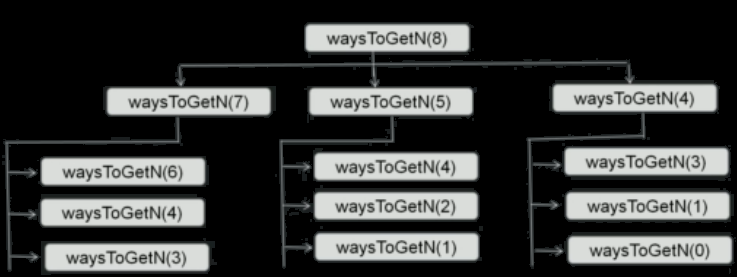 waysToGetN(8)
waysToGetN(7)
waysToGetN(5)
waysToGetN(4)
waysToGetN(6)
waysToGetN(4)
waysToGetN(3)
waysToGetN(4)
waysToGetN(2)
waysToGetN(1)
waysToGetN(3)
waysToGetN(1)
waysToGetN(0)